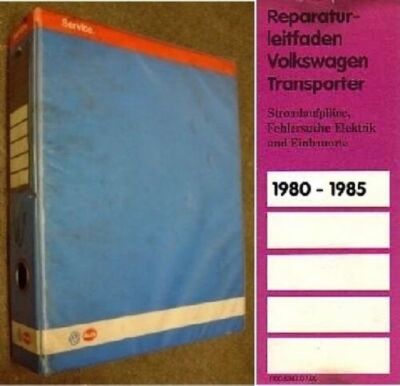 Service.
Reparatur-
leitfaden
Volkswagen
Transporter
Stromlaufpläne,
Fehlersuche Elektrik
und Einbauorte
1980 - 1985